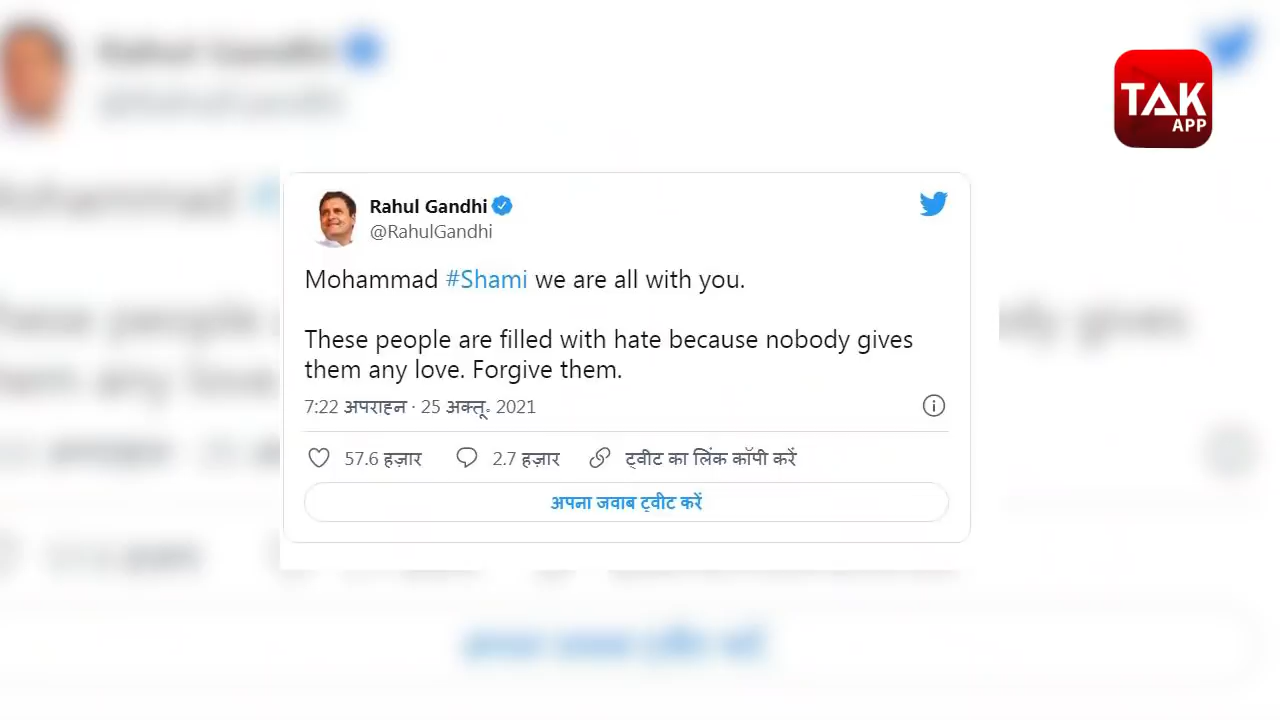 TAK
APP
Rahul Gandhi
@RahulGandhi
Mohammad #Shami we are all with you.
These people are filled with hate because nobody gives
them any love. Forgive them.
7:22 अपराह्न · 25 अक्तू॰ 2021
57.6 हज़ार 2.7 हज़ार ट्वीट का लिंक कॉपी करें
अपना जवाब ट्वीट करें